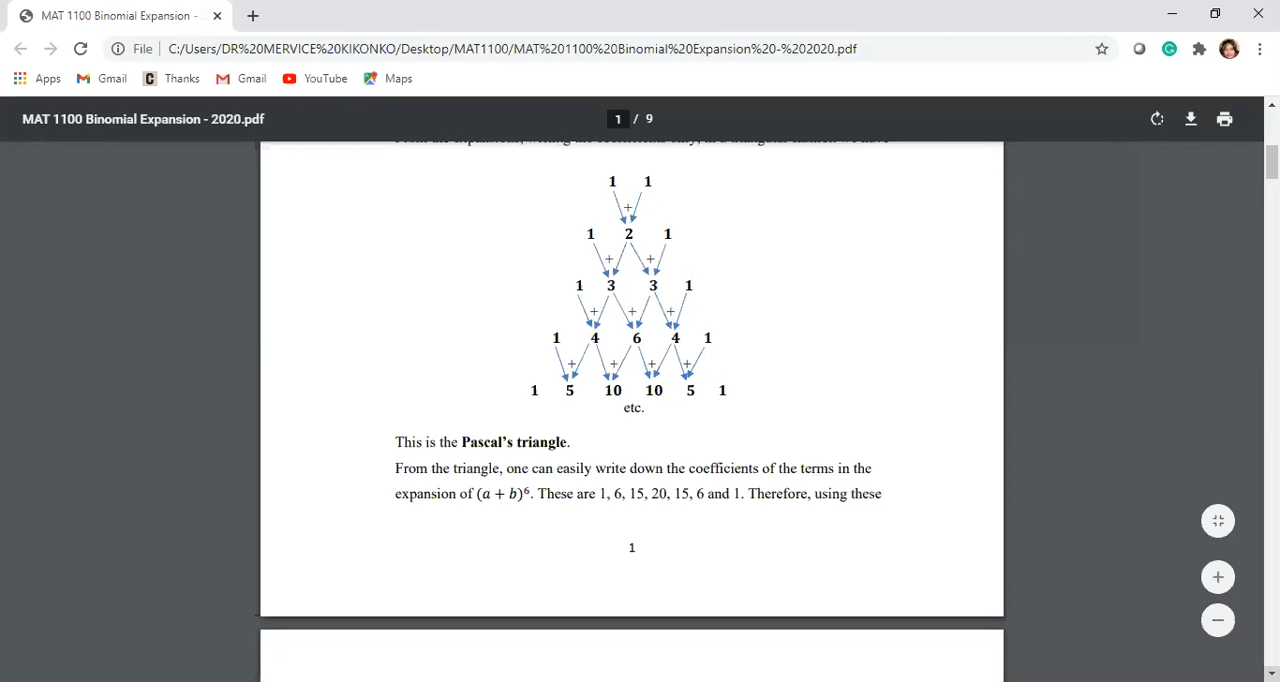 MAT 1100 Binomial Expansion -
File C:/Users/DR%20MERVICE%20KIKONKO/Desktop/MAT1100/MAT%201100%20Binomial%20Expansion%20-%202020.pdf
Apps Gmail Thanks Gmail YouTube Maps
MAT 1100 Binomial Expansion - 2020.pdf 1 / 9
1 1
+
1 2 1
+ +
1 3 3 1
+ + +
1 4 6 4 1
+ + + +
1 5 10 10 5 1
etc.
This is the Pascal's triangle.
From the triangle, one can easily write down the coefficients of the terms in the
expansion of (a + b)⁶. These are 1, 6, 15, 20, 15, 6 and 1. Therefore, using these
1